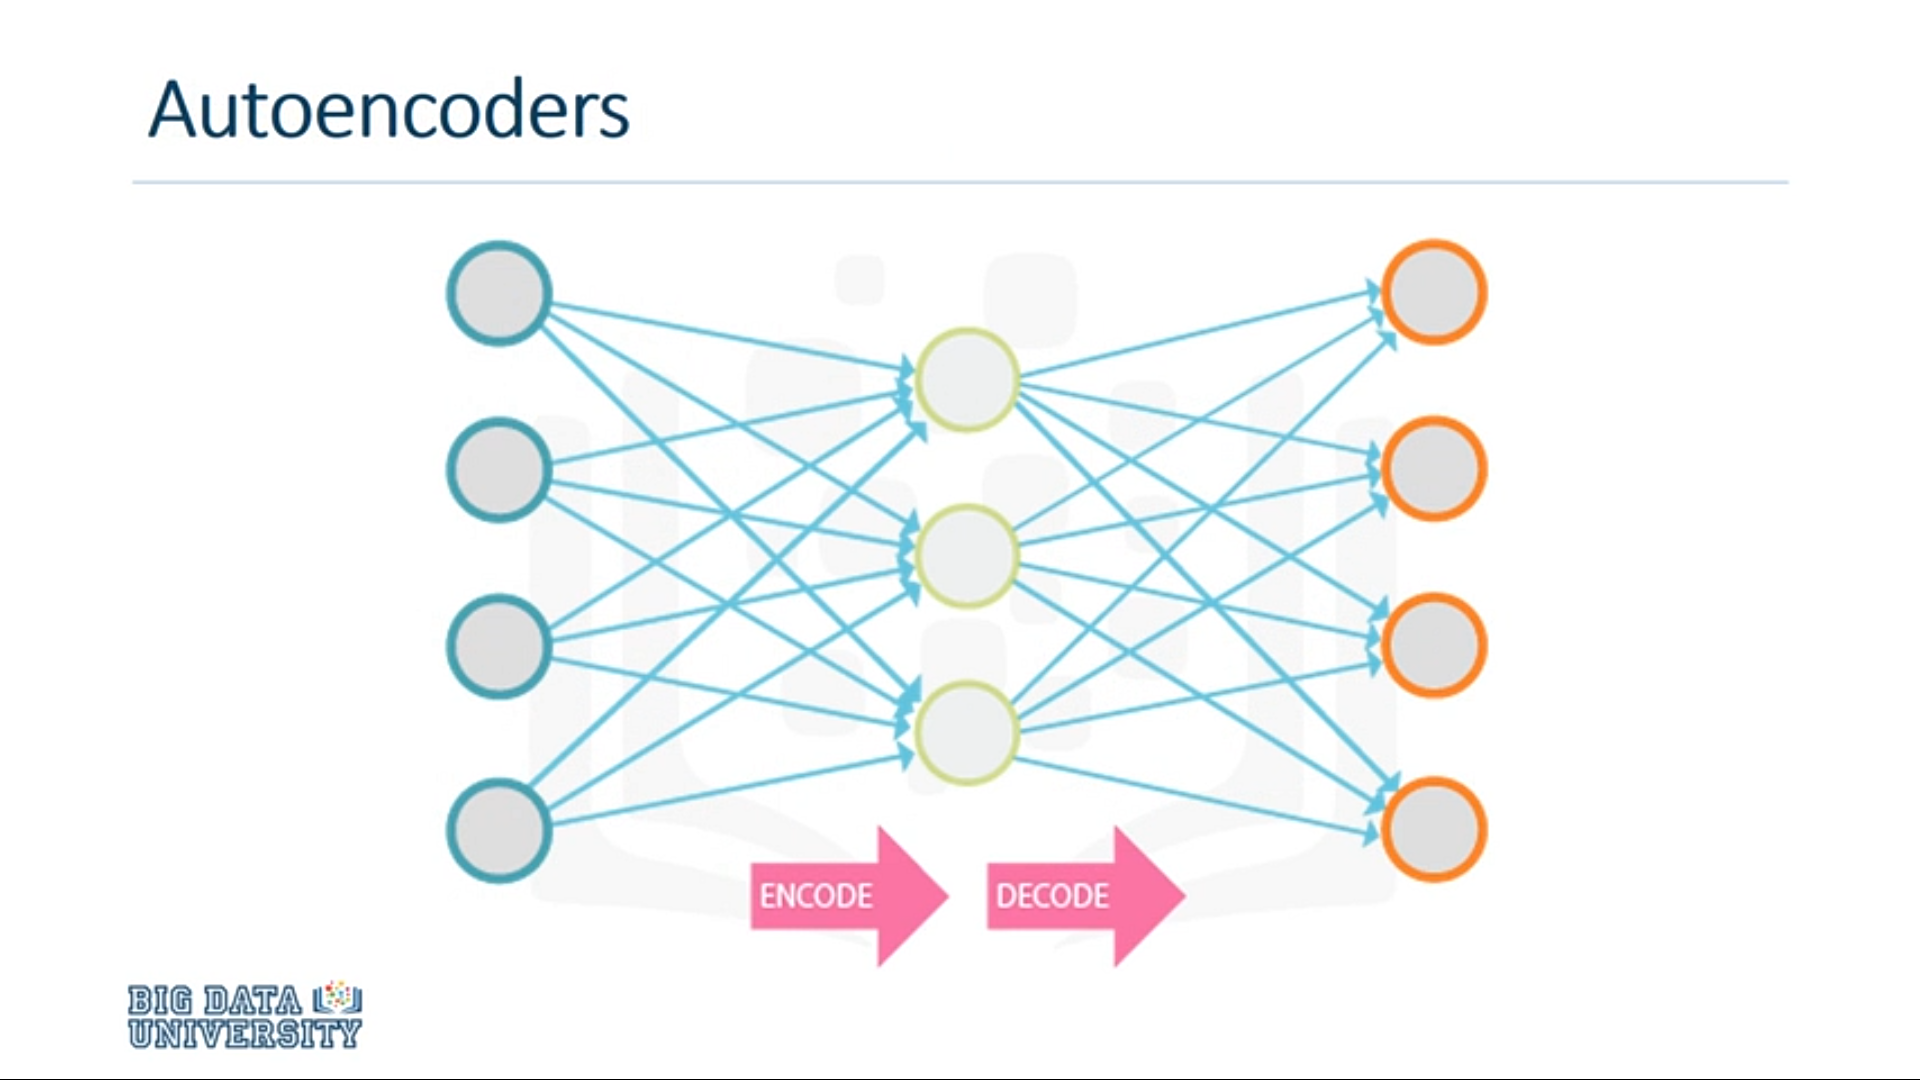 Autoencoders
ENCODE
DECODE
BIG DATA
UNIVERSITY